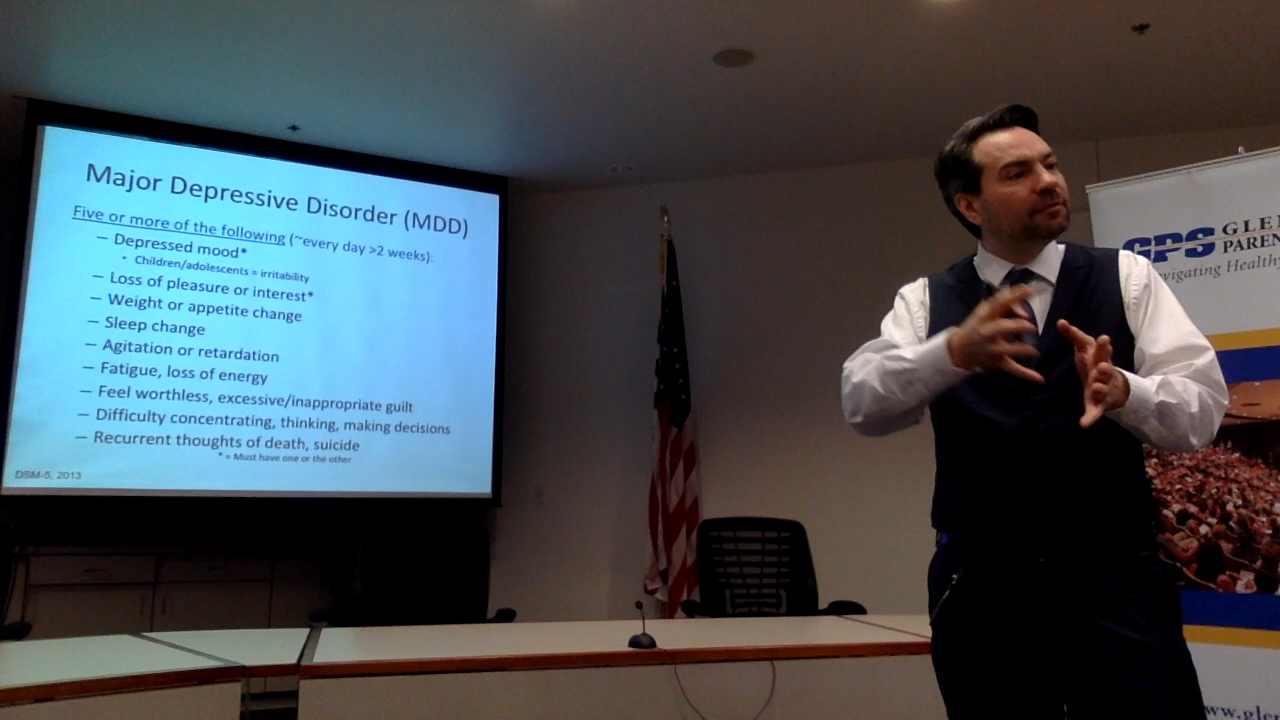 Major Depressive Disorder (MDD)
Five or more of the following (~every day >2 weeks):
– Depressed mood*
• Children/adolescents = irritability
– Loss of pleasure or interest*
– Weight or appetite change
– Sleep change
– Agitation or retardation
– Fatigue, loss of energy
– Feel worthless, excessive/inappropriate guilt
– Difficulty concentrating, thinking, making decisions
– Recurrent thoughts of death, suicide
* = Must have one or the other
DSM-5, 2013
GPS
GLEN
PAREN
vigating Healthy
www.gle